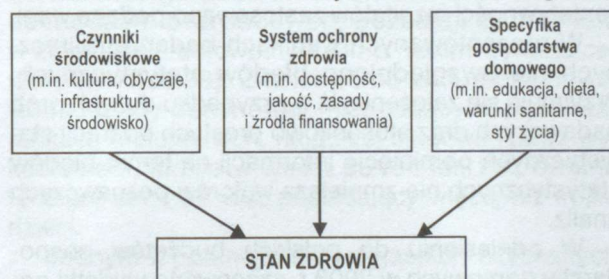 Czynniki
środowiskowe
(m.in. kultura, obyczaje,
infrastruktura,
środowisko)
System ochrony
zdrowia
(m.in. dostępność,
jakość, zasady
i źródła finansowania)
Specyfika
gospodarstwa
domowego
(m.in. edukacja, dieta,
warunki sanitarne,
styl życia)
STAN ZDROWIA